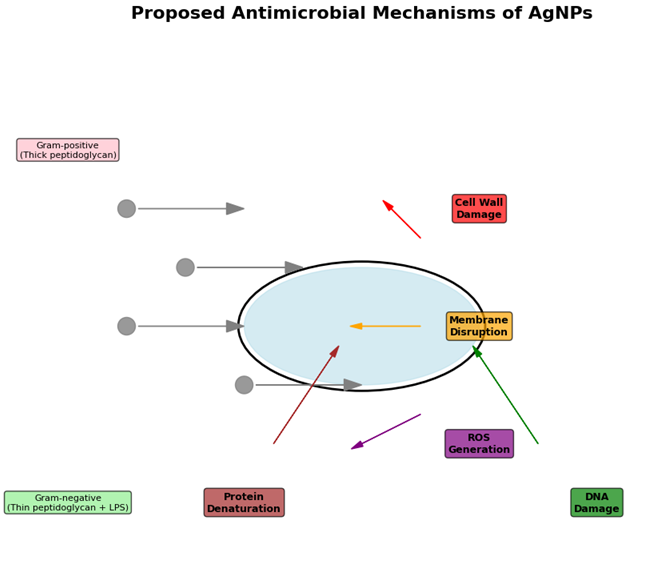 Proposed Antimicrobial Mechanisms of AgNPs
Gram-positive
(Thick peptidoglycan)
Cell Wall
Damage
Membrane
Disruption
ROS
Generation
Gram-negative
(Thin peptidoglycan + LPS)
Protein
Denaturation
DNA
Damage